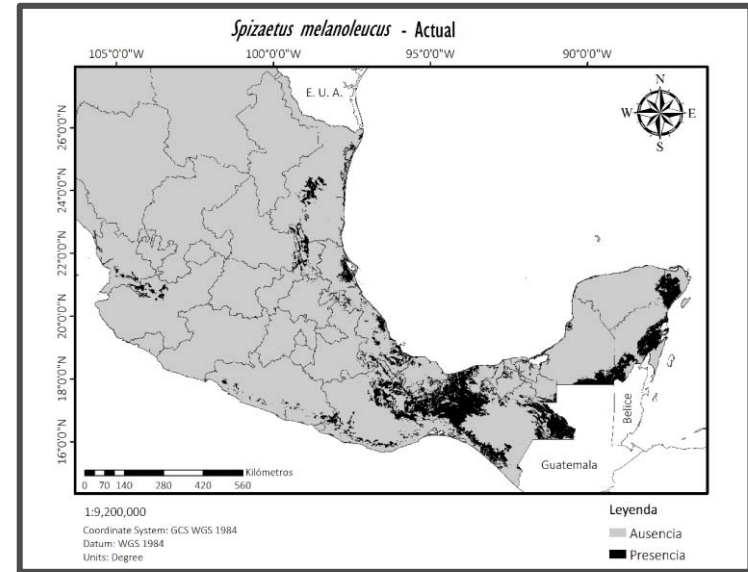 Spizaetus melanoleucus - Actual
105°0'0"W 100°0'0"W 95°0'0"W 90°0'0"W
E. U. A.
N
W E
S
26°0'0"N
24°0'0"N
22°0'0"N
20°0'0"N
18°0'0"N
16°0'0"N
Belice
Guatemala
Kilómetros
0 70 140 280 420 560
1:9,200,000
Coordinate System: GCS WGS 1984
Datum: WGS 1984
Units: Degree
Leyenda
Ausencia
Presencia